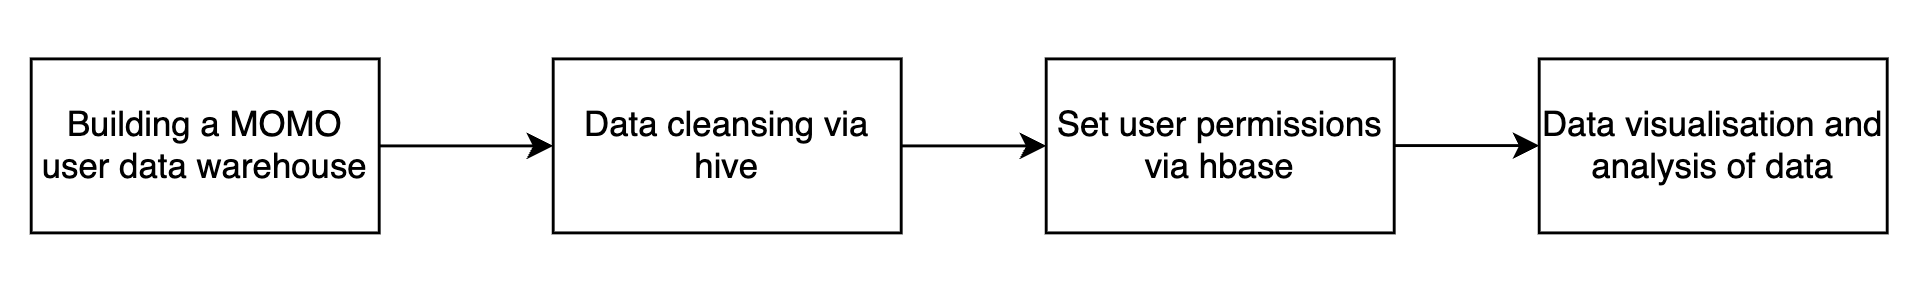 Building a MOMO
user data warehouse
Data cleansing via
hive
Set user permissions
via hbase
Data visualisation and
analysis of data